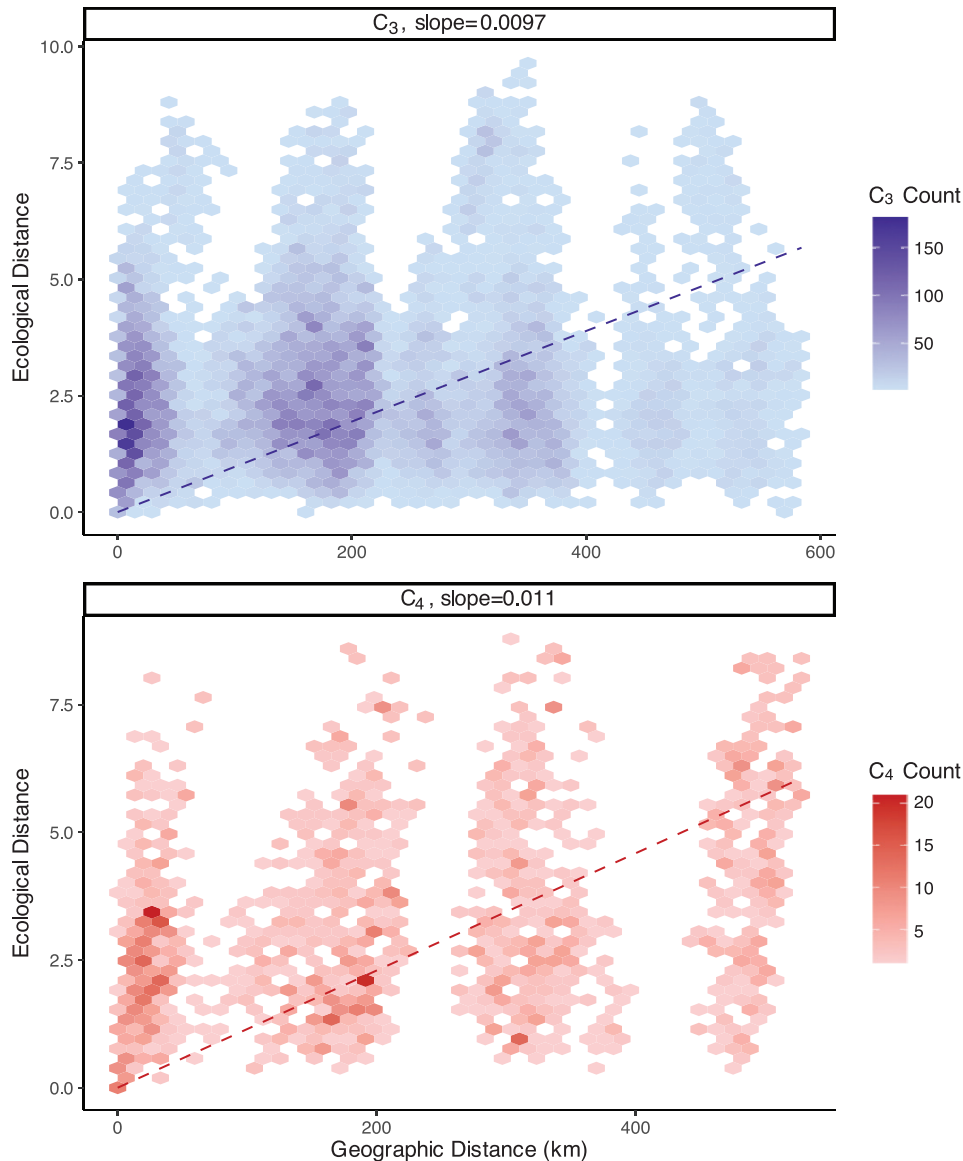 C₃, slope=0.0097
10.0
7.5
5.0
2.5
0.0
Ecological Distance
0 200 400 600
C₃ Count
150
100
50
C₄, slope=0.011
7.5
5.0
2.5
0.0
Ecological Distance
0 200 400
Geographic Distance (km)
C₄ Count
20
15
10
5